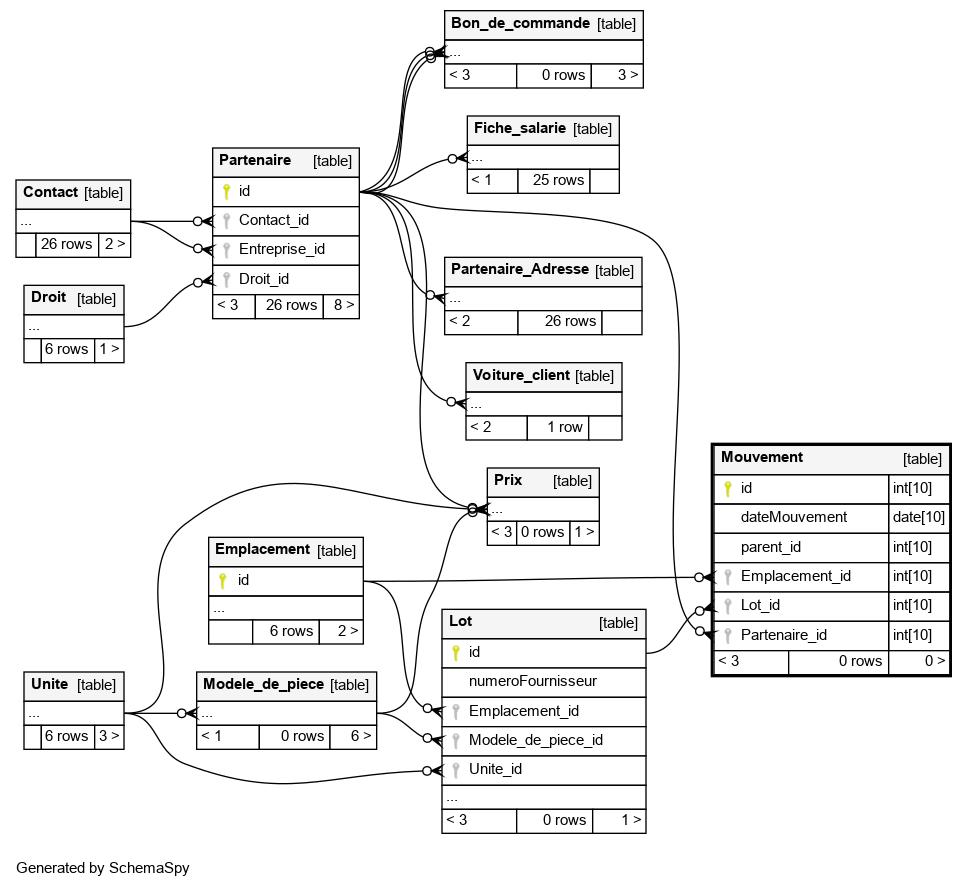 Bon_de_commande [table]
...
< 3 0 rows 3 >
Fiche_salarie [table]
...
< 1 25 rows
Partenaire [table]
id
Contact_id
Entreprise_id
Droit_id
< 3 26 rows 8 >
Contact [table]
...
26 rows 2 >
Droit [table]
...
6 rows 1 >
Partenaire_Adresse [table]
...
< 2 26 rows
Voiture_client [table]
...
< 2 1 row
Prix [table]
...
< 3 0 rows 1 >
Mouvement [table]
id int[10]
dateMouvement date[10]
parent_id int[10]
Emplacement_id int[10]
Lot_id int[10]
Partenaire_id int[10]
< 3 0 rows 0 >
Emplacement [table]
id
...
6 rows 2 >
Lot [table]
id
numeroFournisseur
Emplacement_id
Modele_de_piece_id
Unite_id
...
< 3 0 rows 1 >
Unite [table]
...
6 rows 3 >
Modele_de_piece [table]
...
< 1 0 rows 6 >
Generated by SchemaSpy